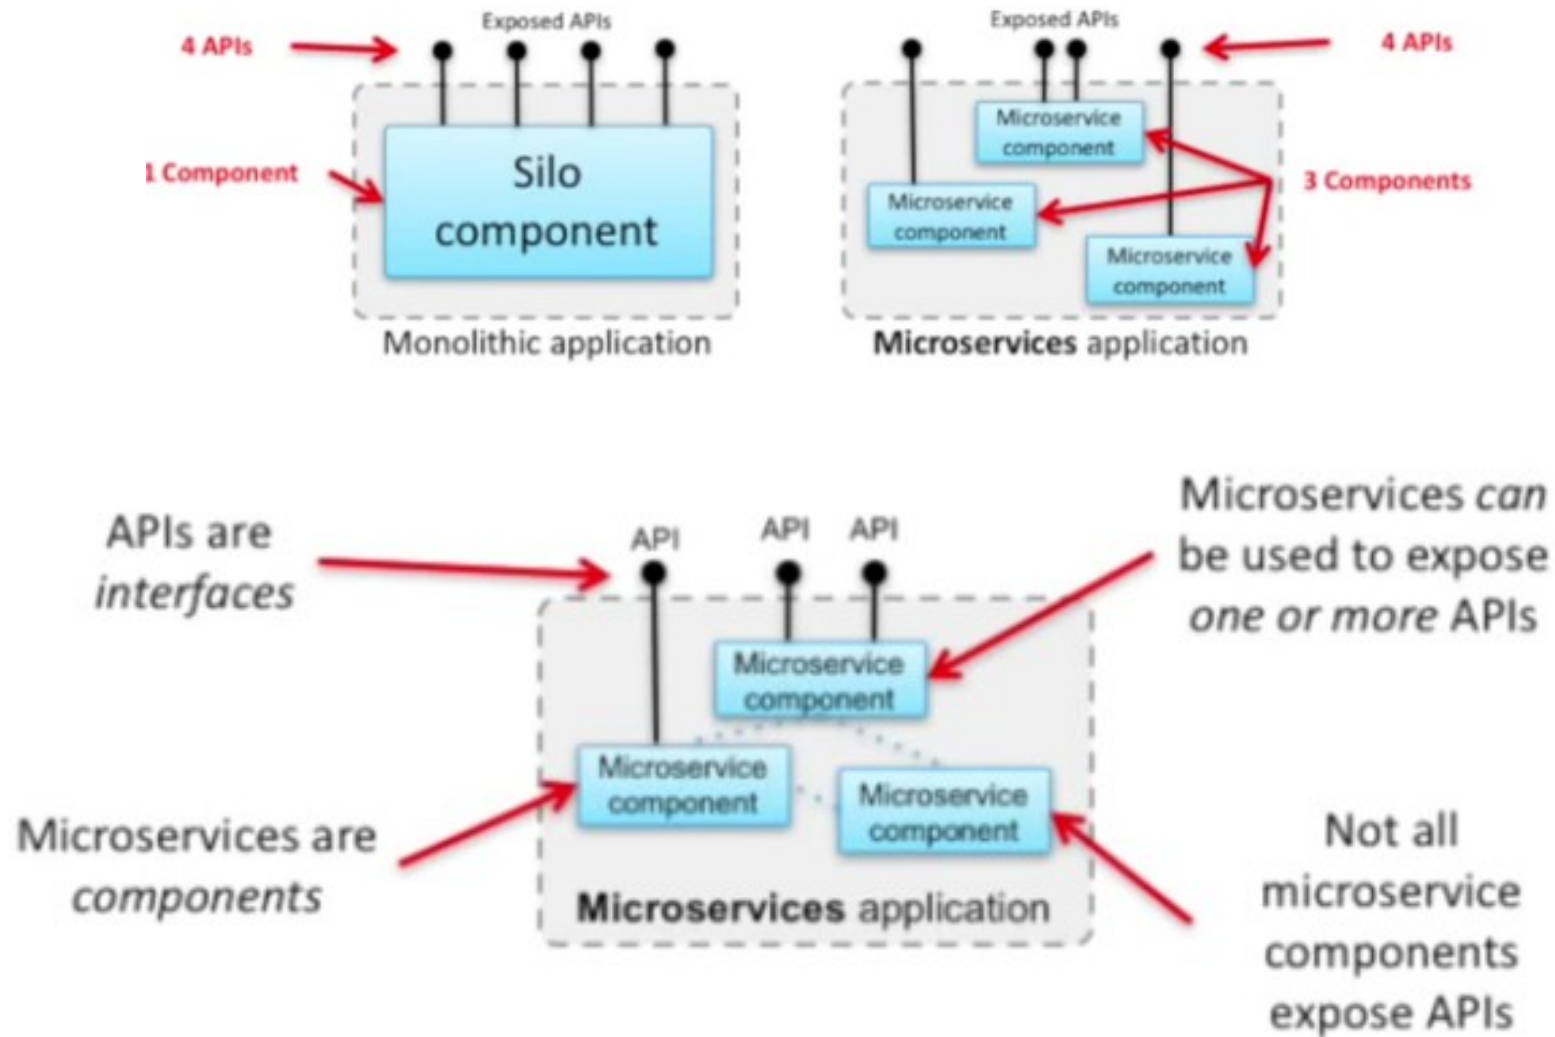 Exposed APIs
4 APIs
1 Component
Silo
component
Monolithic application
Exposed APIs
4 APIs
Microservice
component
3 Components
Microservice
component
Microservice
component
Microservices application
APIs are
interfaces
API
API
API
Microservices can
be used to expose
one or more APIs
Microservice
component
Microservice
component
Microservice
component
Microservices are
components
Microservices application
Not all
microservice
components
expose APIs